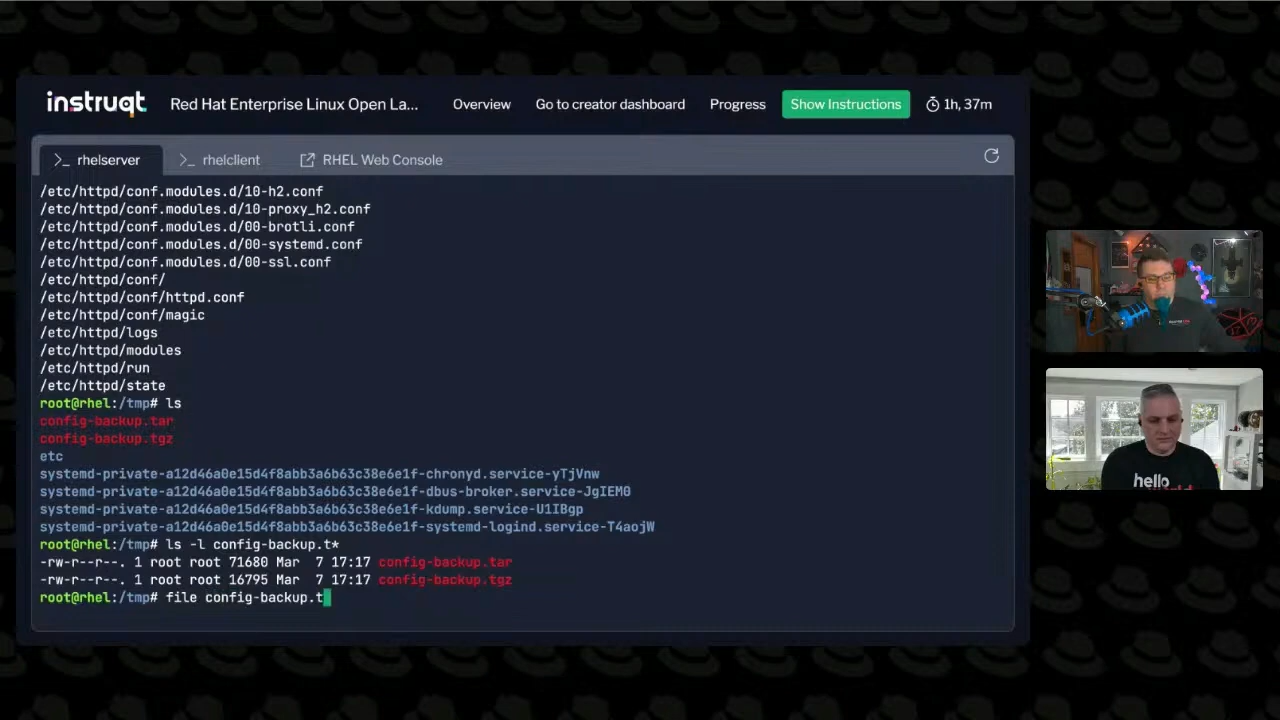 instruqt
Red Hat Enterprise Linux Open La...
Overview
Go to creator dashboard
Progress
Show Instructions
1h, 37m
>_ rhelserver
>_ rhelclient
RHEL Web Console
/etc/httpd/conf.modules.d/10-h2.conf
/etc/httpd/conf.modules.d/10-proxy_h2.conf
/etc/httpd/conf.modules.d/00-brotli.conf
/etc/httpd/conf.modules.d/00-systemd.conf
/etc/httpd/conf.modules.d/00-ssl.conf
/etc/httpd/conf/
/etc/httpd/conf/httpd.conf
/etc/httpd/conf/magic
/etc/httpd/logs
/etc/httpd/modules
/etc/httpd/run
/etc/httpd/state
root@rhel:/tmp# ls
config-backup.tar
config-backup.tgz
etc
systemd-private-a12d46a0e15d4f8abb3a6b63c38e6e1f-chronyd.service-yTjVnw
systemd-private-a12d46a0e15d4f8abb3a6b63c38e6e1f-dbus-broker.service-JgIEM0
systemd-private-a12d46a0e15d4f8abb3a6b63c38e6e1f-kdump.service-U1IBgp
systemd-private-a12d46a0e15d4f8abb3a6b63c38e6e1f-systemd-logind.service-T4aojW
root@rhel:/tmp# ls -l config-backup.t*
-rw-r--r--. 1 root root 71680 Mar  7 17:17 config-backup.tar
-rw-r--r--. 1 root root 16795 Mar  7 17:17 config-backup.tgz
root@rhel:/tmp# file config-backup.t
hello